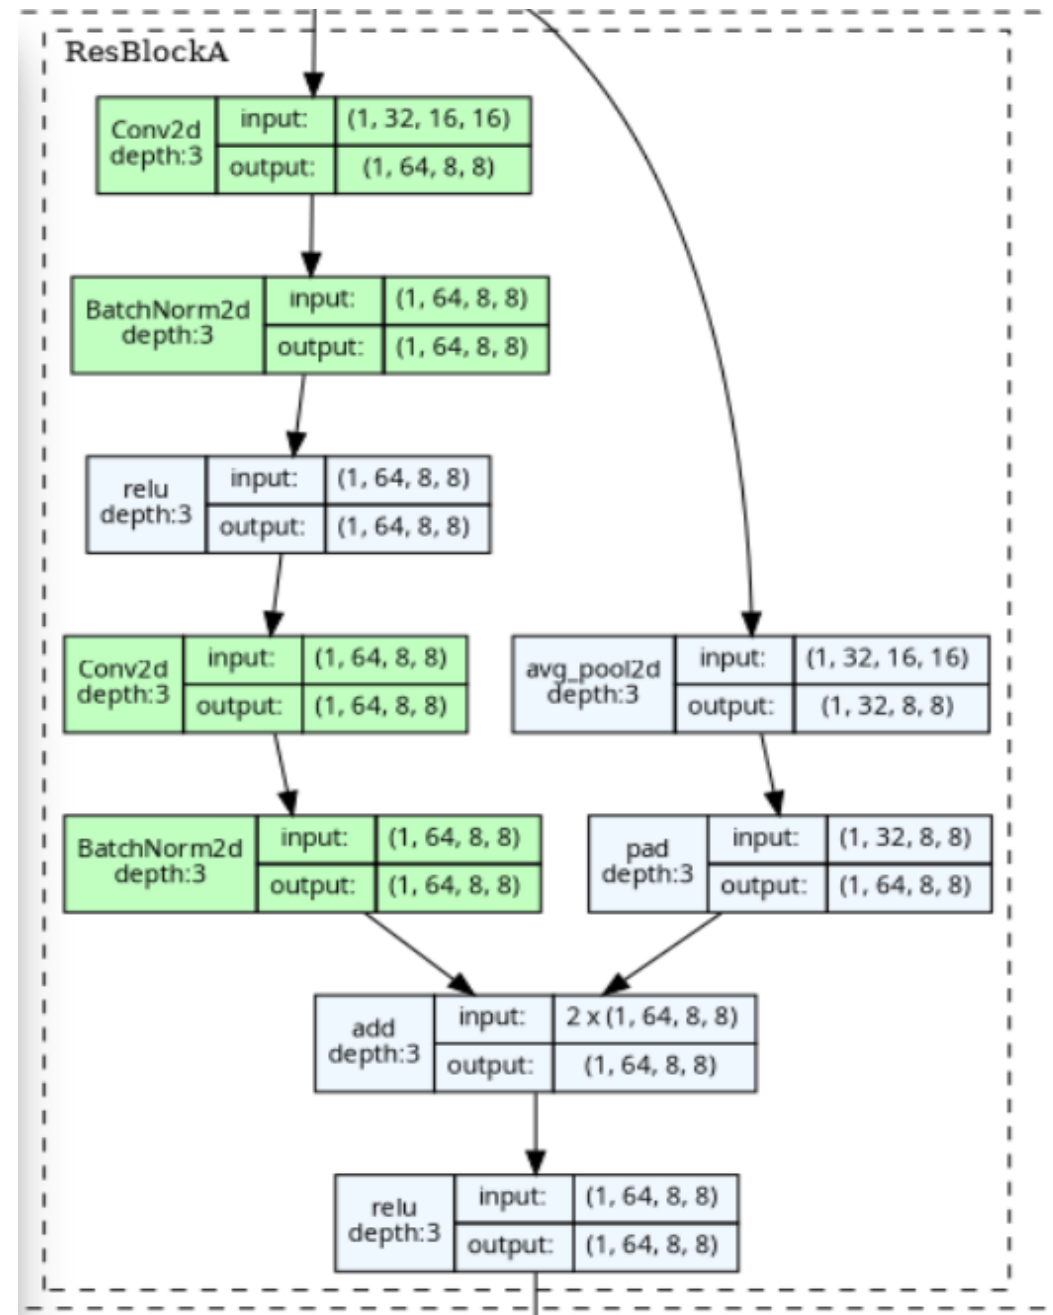 ResBlockA
Conv2d
depth:3
input:
(1, 32, 16, 16)
output:
(1, 64, 8, 8)
BatchNorm2d
depth:3
input:
(1, 64, 8, 8)
output:
(1, 64, 8, 8)
relu
depth:3
input:
(1, 64, 8, 8)
output:
(1, 64, 8, 8)
Conv2d
depth:3
input:
(1, 64, 8, 8)
output:
(1, 64, 8, 8)
avg_pool2d
depth:3
input:
(1, 32, 16, 16)
output:
(1, 32, 8, 8)
BatchNorm2d
depth:3
input:
(1, 64, 8, 8)
output:
(1, 64, 8, 8)
pad
depth:3
input:
(1, 32, 8, 8)
output:
(1, 64, 8, 8)
add
depth:3
input:
2 x (1, 64, 8, 8)
output:
(1, 64, 8, 8)
relu
depth:3
input:
(1, 64, 8, 8)
output:
(1, 64, 8, 8)